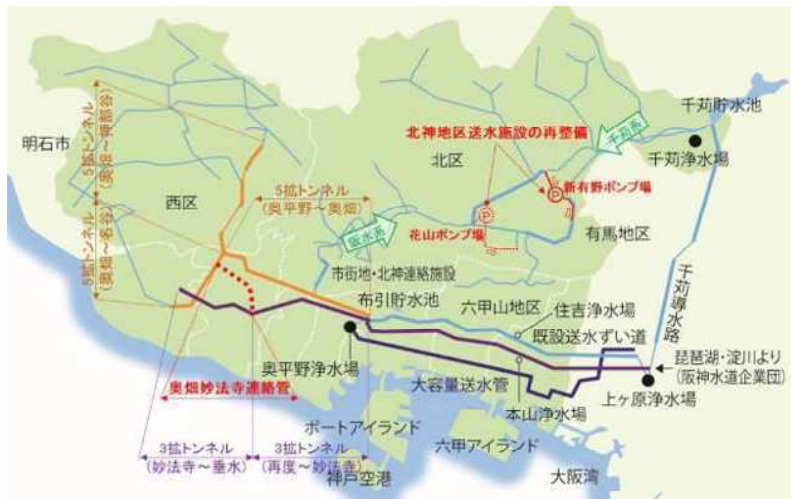 千苅貯水池
北神地区送水施設の再整備
千苅系
千苅浄水場
明石市
北区
5拡トンネル
(奥畑～押部谷)
新有野ポンプ場
西区
5拡トンネル
(奥平野～奥畑)
花山ポンプ場
有馬地区
阪水系
5拡トンネル
(奥畑～名谷)
市街地・北神連絡施設
布引貯水池
六甲山地区
住吉浄水場
千苅導水路
既設送水ずい道
琵琶湖・淀川より
(阪神水道企業団)
奥平野浄水場
大容量送水管
奥畑妙法寺連絡管
本山浄水場
上ヶ原浄水場
ポートアイランド
3拡トンネル
(妙法寺～垂水)
3拡トンネル
(再度～妙法寺)
六甲アイランド
神戸空港
大阪湾